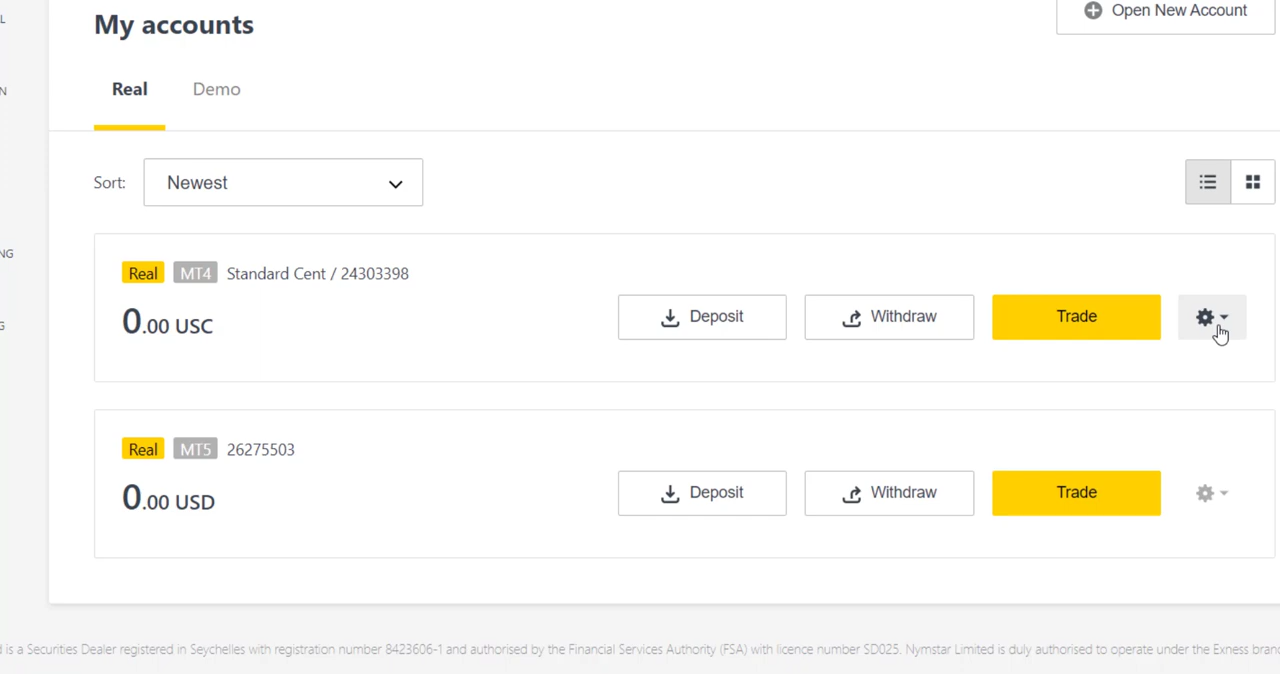 L
My accounts
Open New Account
N
Real Demo
Sort: Newest
NG
Real MT4 Standard Cent / 24303398
0.00 USC
Deposit Withdraw Trade
G
Real MT5 26275503
0.00 USD
Deposit Withdraw Trade
d is a Securities Dealer registered in Seychelles with registration number 8423606-1 and authorised by the Financial Services Authority (FSA) with licence number SD025. Nymstar Limited is duly authorised to operate under the Exness bran